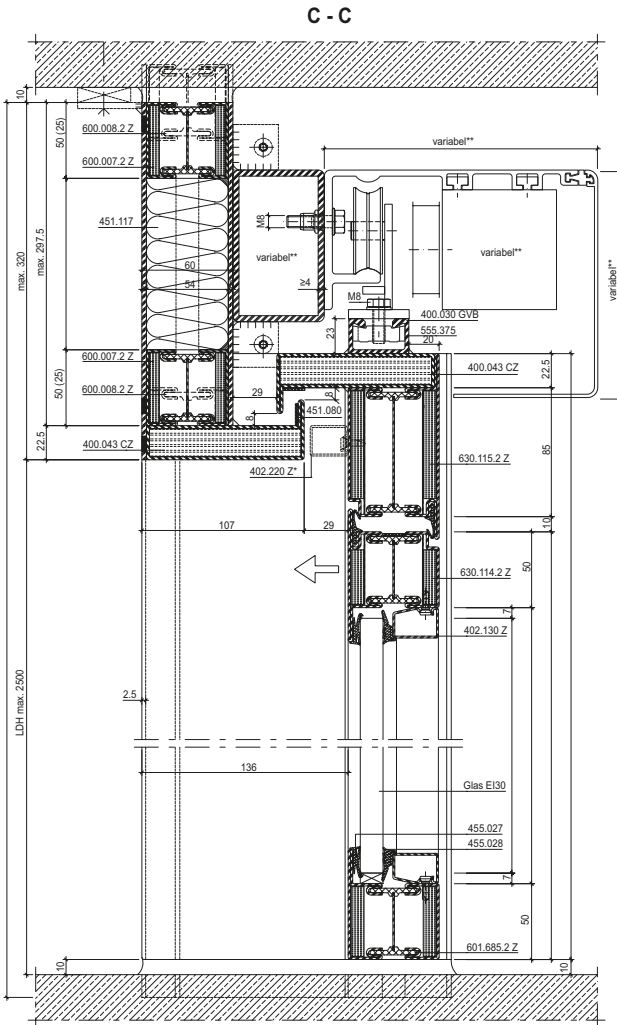 C - C
10
50 (25)
600.008.2 Z
600.007.2 Z
variabel**
451.117
M8
variabel**
variabel**
variabel**
max. 320
max. 297.5
60
54
≥4
M8
400.030 GVB
555.375
23
20
600.007.2 Z
600.008.2 Z
50 (25)
29
8
8
451.080
400.043 CZ
22.5
400.043 CZ
22.5
402.220 Z*
630.115.2 Z
85
107
29
10
50
630.114.2 Z
7
402.130 Z
LDH max. 2500
2.5
136
Glas EI30
455.027
455.028
7
50
601.685.2 Z
10
10